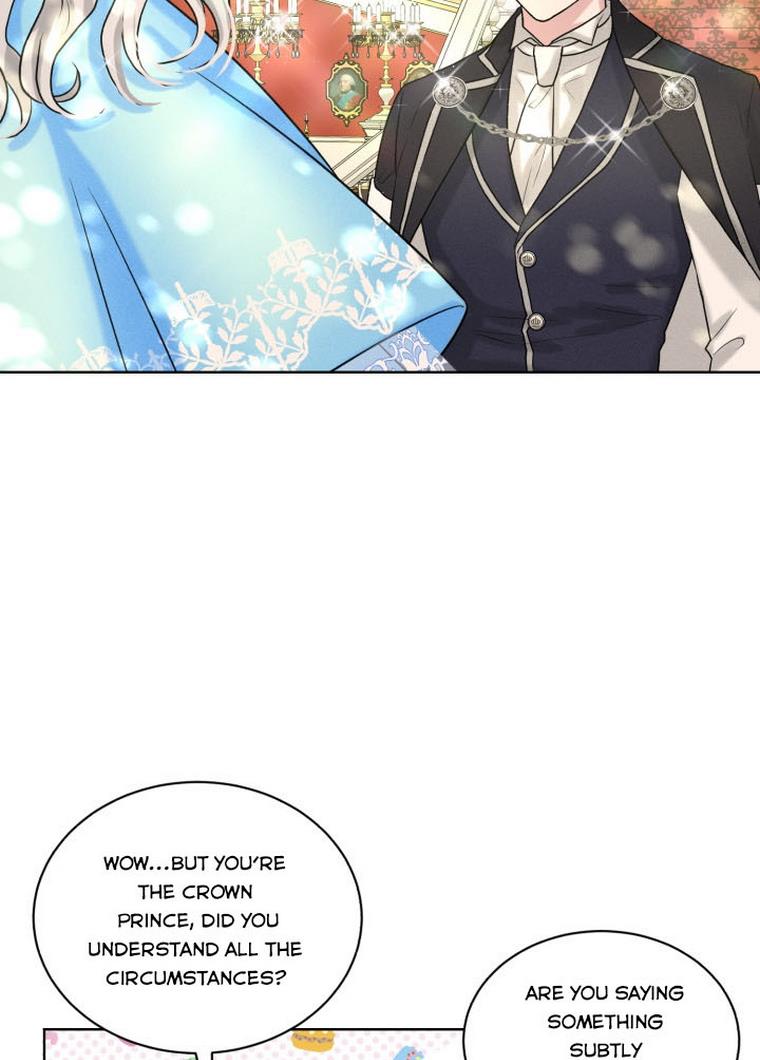 WOW...BUT YOU'RE
THE CROWN
PRINCE, DID YOU
UNDERSTAND ALL THE
CIRCUMSTANCES?
ARE YOU SAYING
SOMETHING
SUBTLY